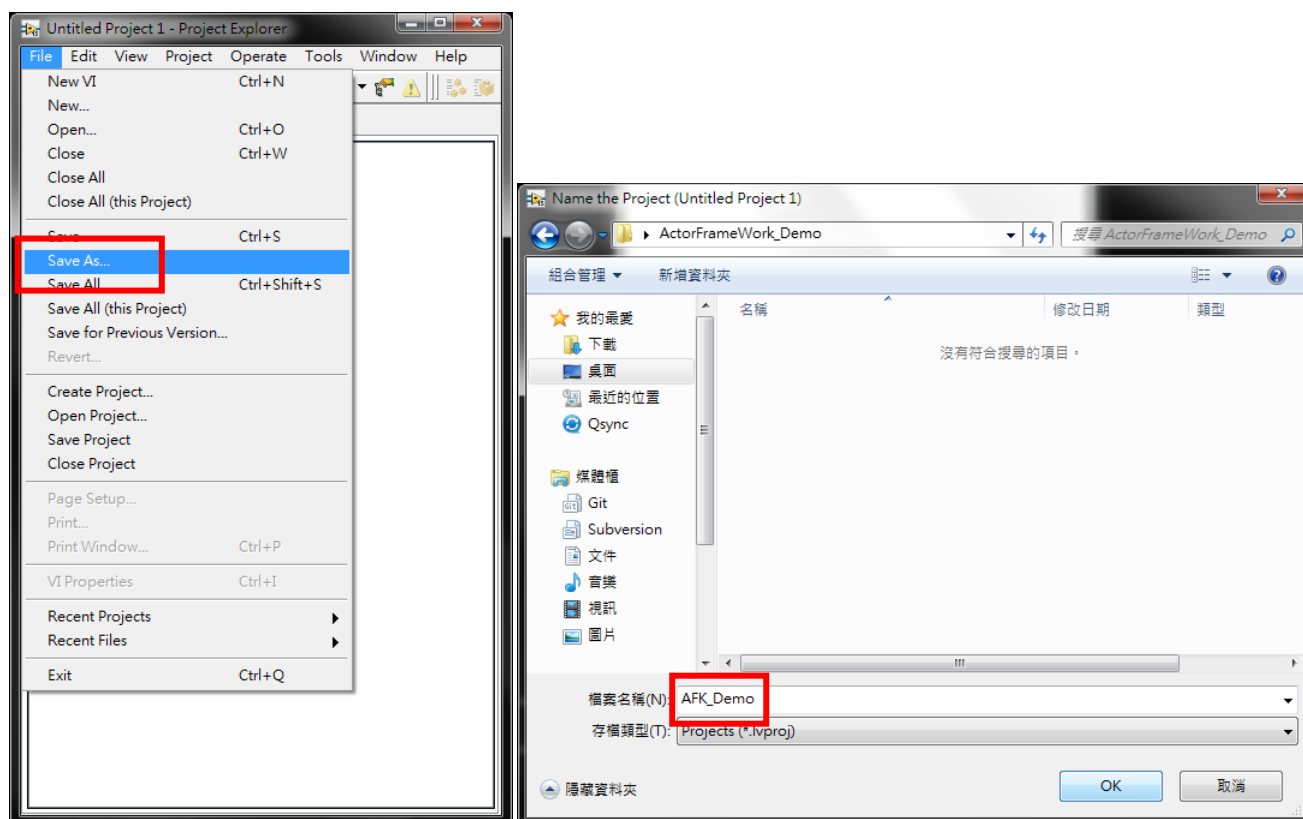 Untitled Project 1 - Project Explorer
File Edit View Project Operate Tools Window Help
New VI Ctrl+N
New...
Open... Ctrl+O
Close Ctrl+W
Close All
Close All (this Project)
Save Ctrl+S
Save As...
Save All Ctrl+Shift+S
Save All (this Project)
Save for Previous Version...
Revert...
Create Project...
Open Project...
Save Project
Close Project
Page Setup...
Print...
Print Window... Ctrl+P
VI Properties Ctrl+I
Recent Projects
Recent Files
Exit Ctrl+Q
Name the Project (Untitled Project 1)
ActorFrameWork_Demo
搜尋 ActorFrameWork_Demo
組合管理 新增資料夾
名稱 修改日期 類型
沒有符合搜尋的項目。
我的最愛
下載
桌面
最近的位置
Qsync
媒體櫃
Git
Subversion
文件
音樂
視訊
圖片
檔案名稱(N): AFK_Demo
存檔類型(T): Projects (*.lvproj)
隱藏資料夾
OK 取消